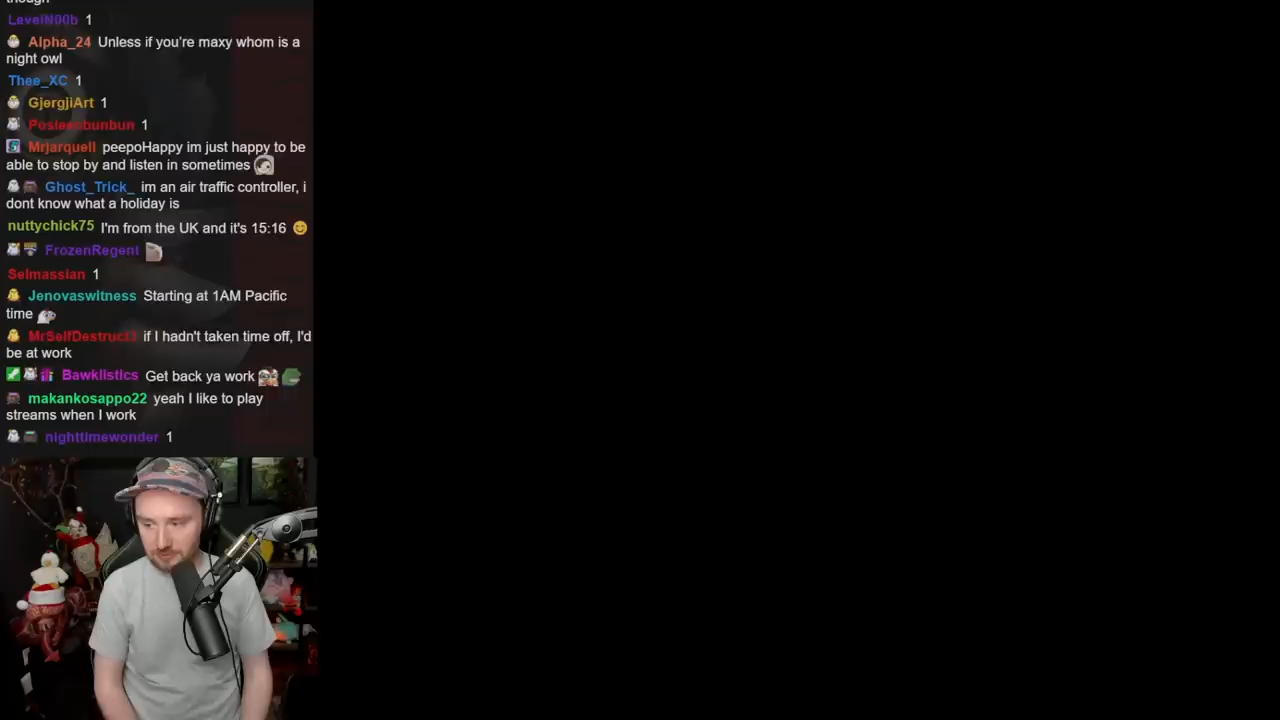 though
LevelN00b 1
Alpha_24 Unless if you're maxy whom is a
night owl
Thee_XC 1
GjergjiArt 1
Posieenbunbun 1
Mrjarquell peepoHappy im just happy to be
able to stop by and listen in sometimes
Ghost_Trick_ im an air traffic controller, i
dont know what a holiday is
nuttychick75 I'm from the UK and it's 15:16
FrozenRegent
Selmassian 1
Jenovaswitness Starting at 1AM Pacific
time
MrSelfDestruct3 if I hadn't taken time off, I'd
be at work
Bawklistics Get back ya work
makankosappo22 yeah I like to play
streams when I work
nighttimewonder 1